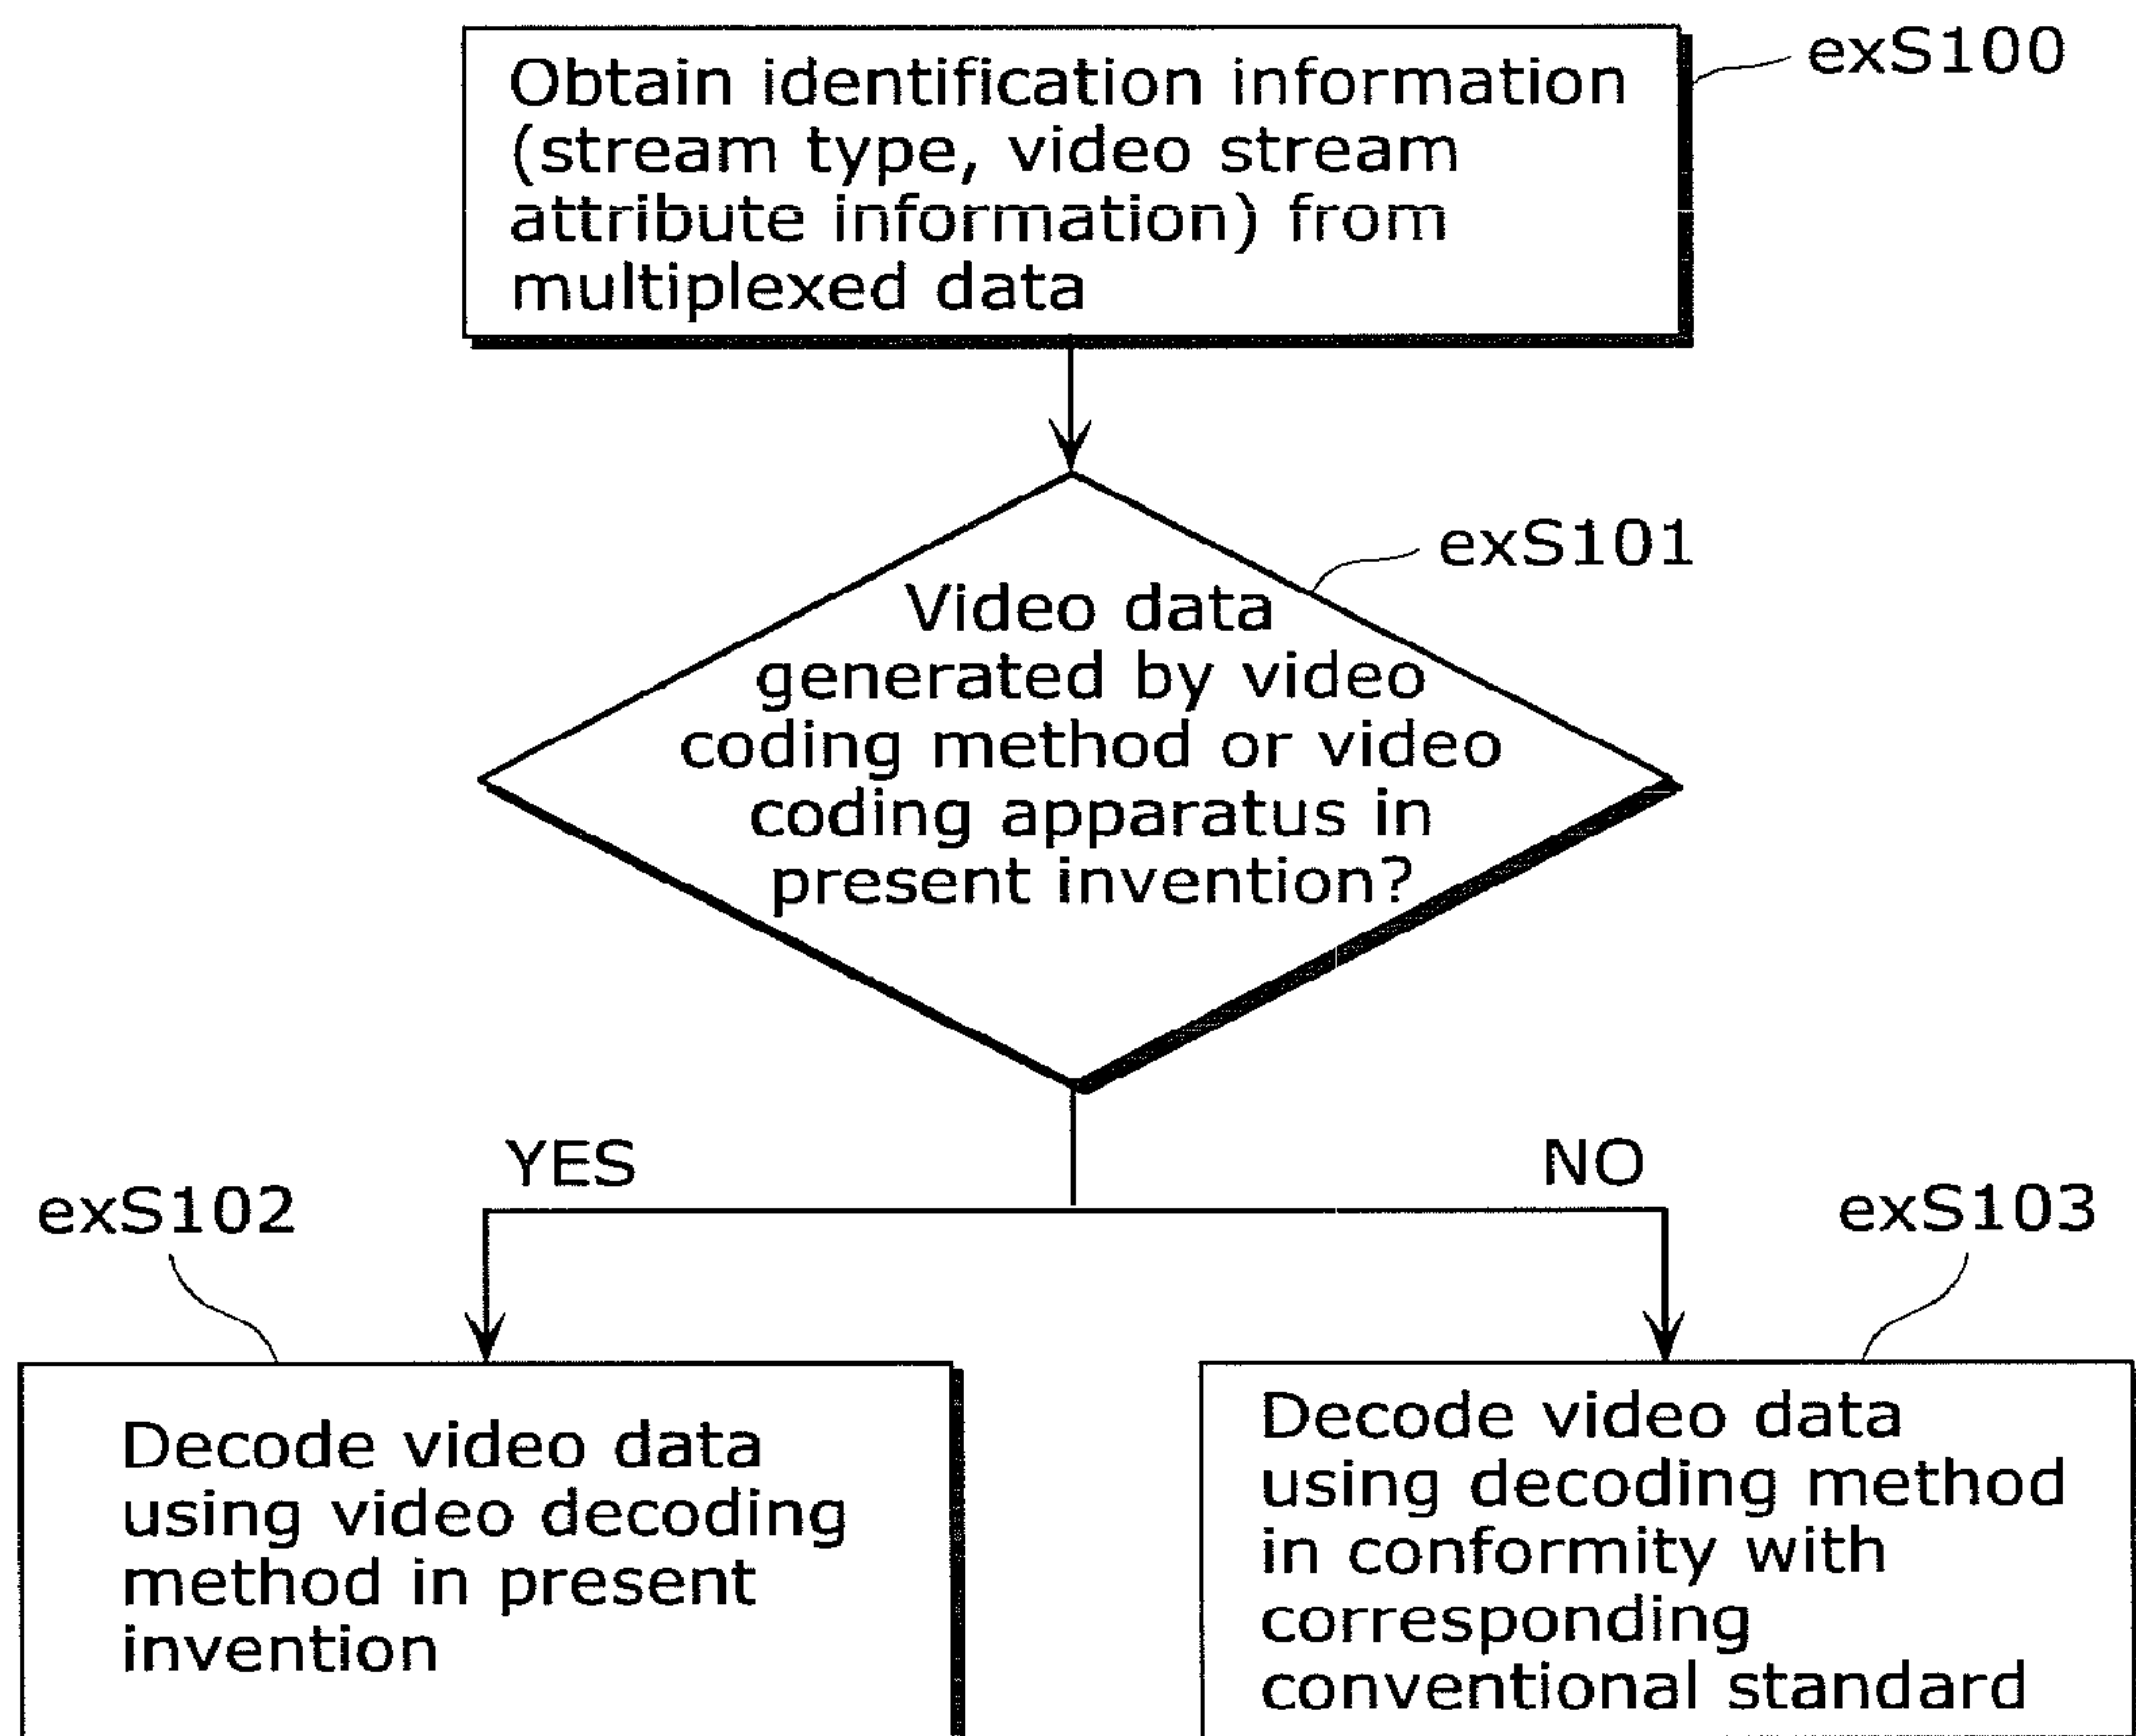 exS100
Obtain identification information
(stream type, video stream
attribute information) from
multiplexed data
exS101
Video data
generated by video
coding method or video
coding apparatus in
present invention?
YES
NO
exS102
exS103
Decode video data
using video decoding
method in present
invention
Decode video data
using decoding method
in conformity with
corresponding
conventional standard